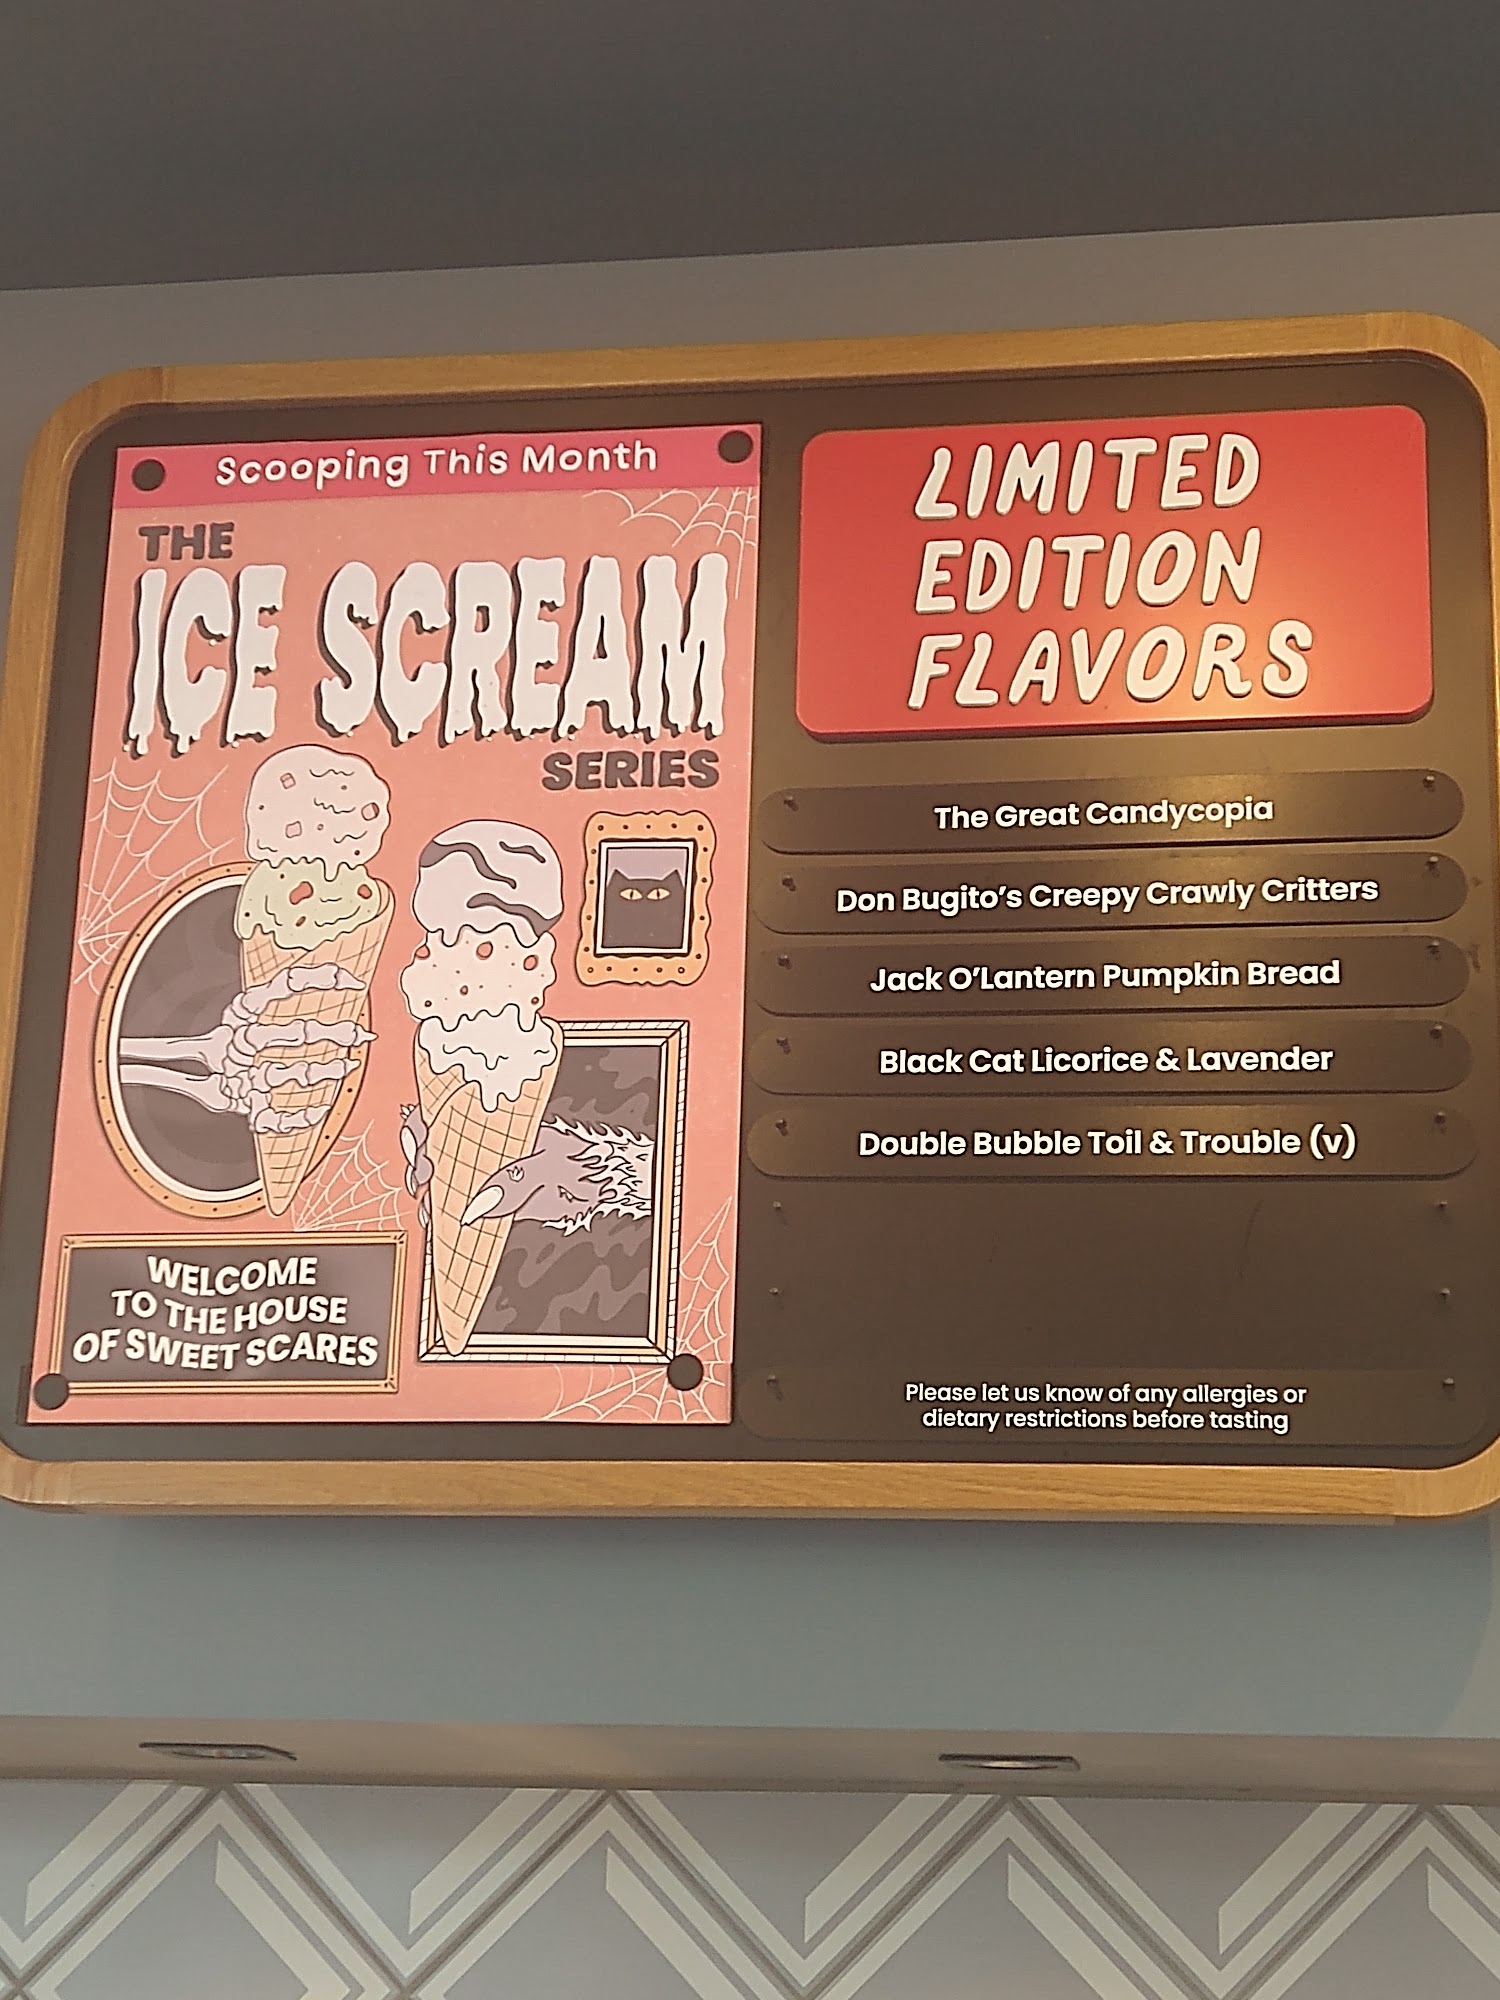 Scooping This Month
THE
ICE SCREAM
SERIES
WELCOME
TO THE HOUSE
OF SWEET SCARES
LIMITED
EDITION
FLAVORS
The Great Candycopia
Don Bugito's Creepy Crawly Critters
Jack O'Lantern Pumpkin Bread
Black Cat Licorice & Lavender
Double Bubble Toil & Trouble (v)
Please let us know of any allergies or
dietary restrictions before tasting